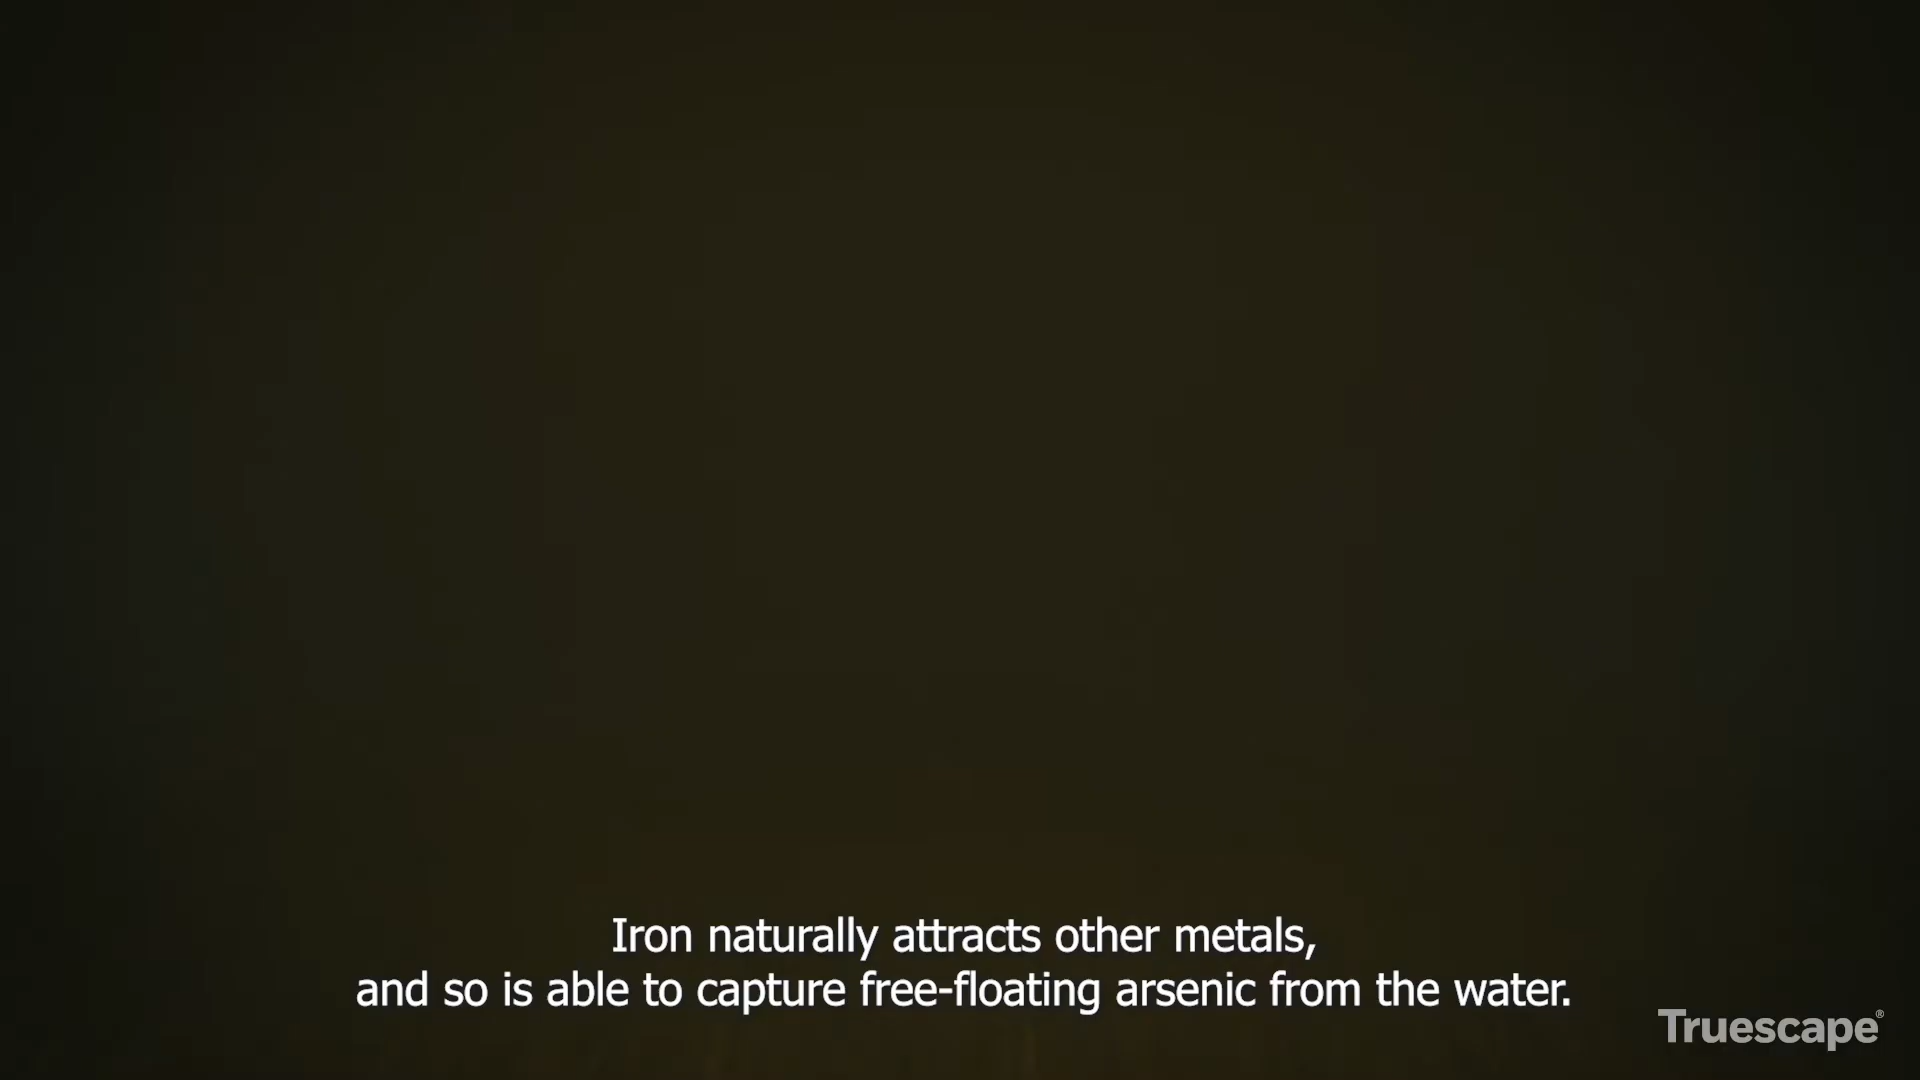 Iron naturally attracts other metals,
and so is able to capture free-floating arsenic from the water.
Truescape®